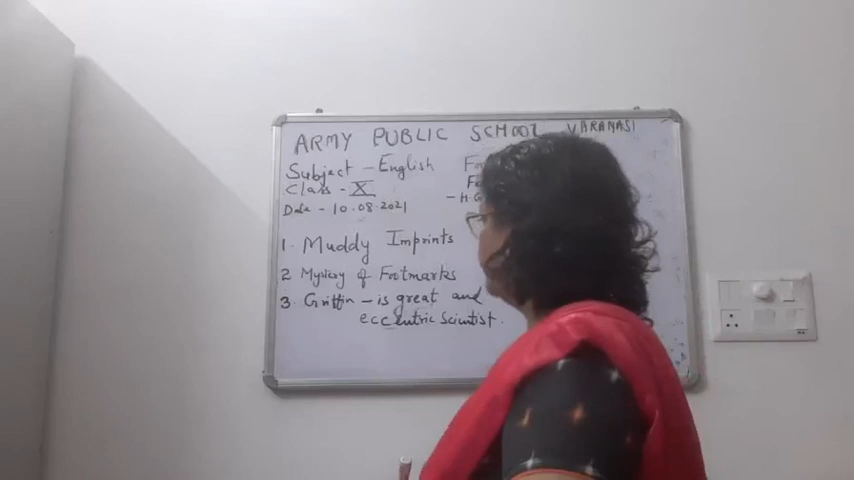 ARMY PUBLIC SCHOOL VARANASI
Subject - English
Class - X
Date - 10.08.2021
- H.G
1. Muddy Imprints
2 Mystery of Footmarks
3. Griffin - is great and
eccentric Scientist.